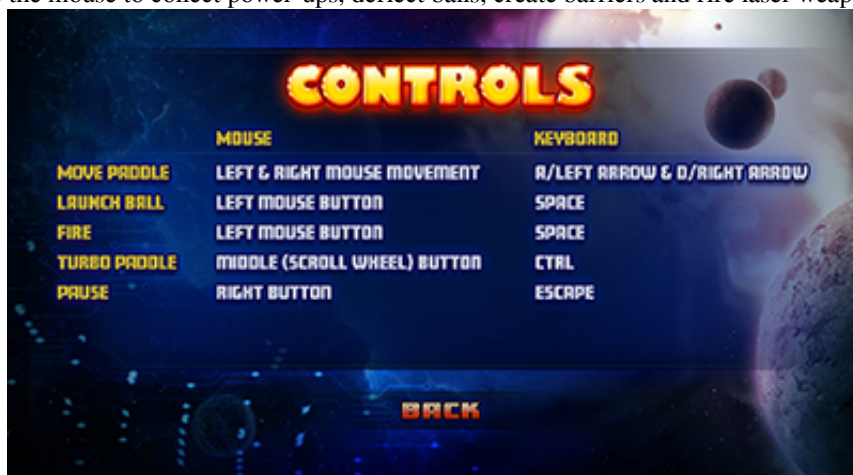 the mouse to collect power-ups, deflect balls, create barriers and fire laser weap
CONTROLS
MOUSE KEYBOARD
MOVE PADDLE LEFT & RIGHT MOUSE MOVEMENT A/LEFT ARROW & D/RIGHT ARROW
LAUNCH BALL LEFT MOUSE BUTTON SPACE
FIRE LEFT MOUSE BUTTON SPACE
TURBO PADDLE MIDDLE (SCROLL WHEEL) BUTTON CTRL
PAUSE RIGHT BUTTON ESCAPE
BACK